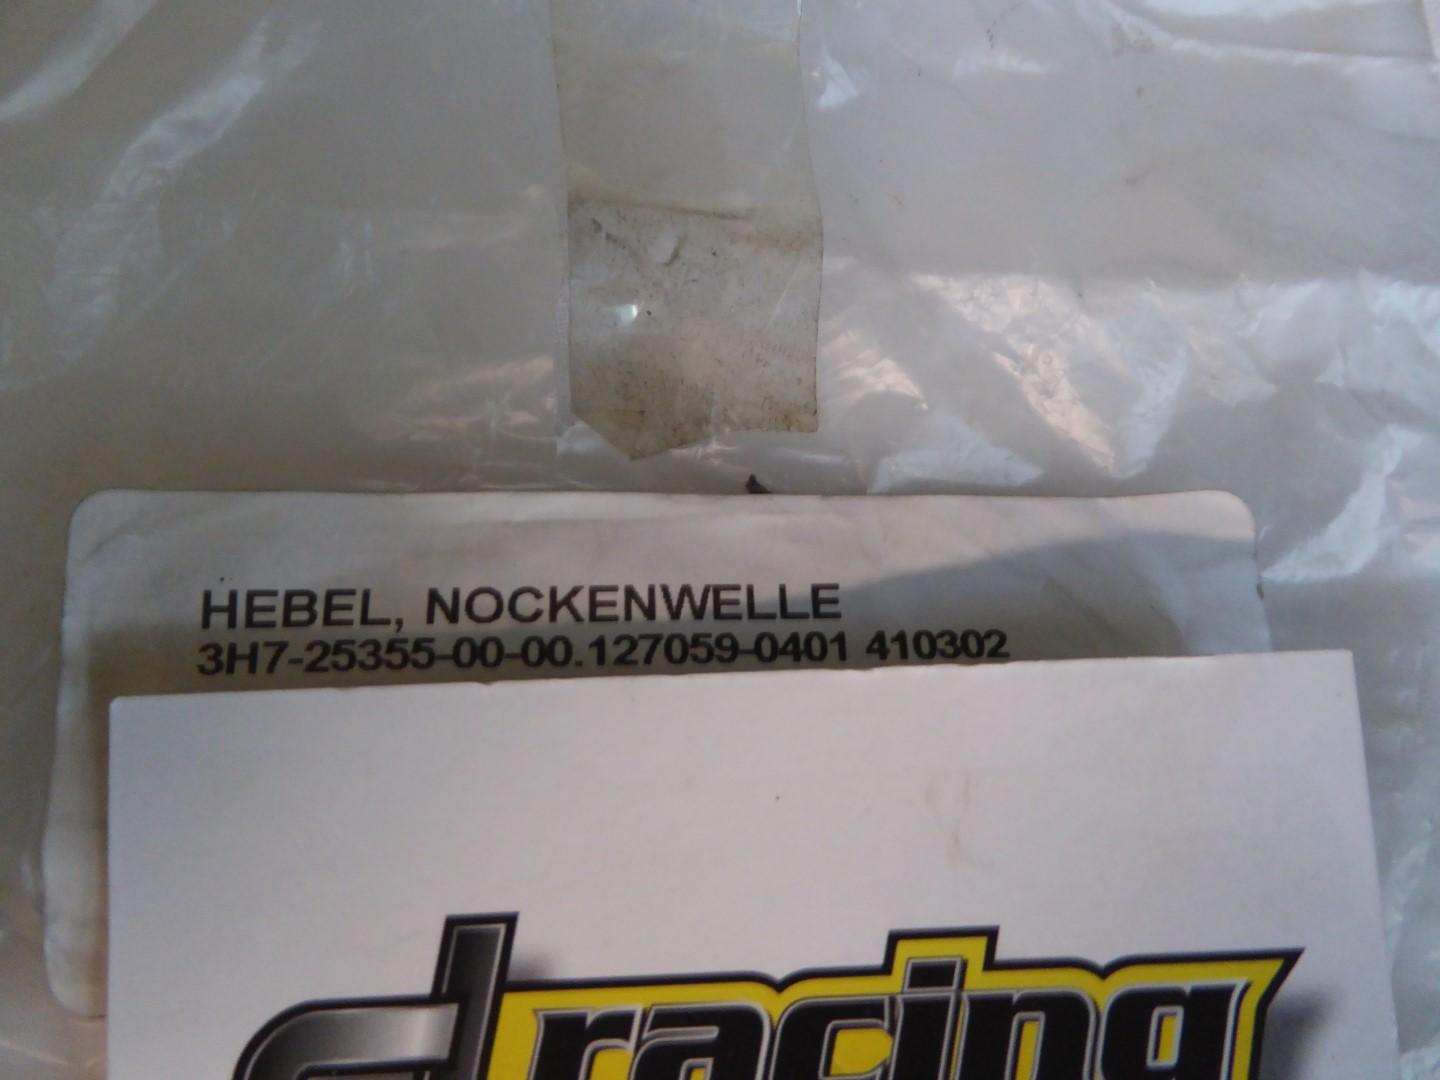 HEBEL, NOCKENWELLE
3H7-25355-00-00.127059-0401 410302
racing